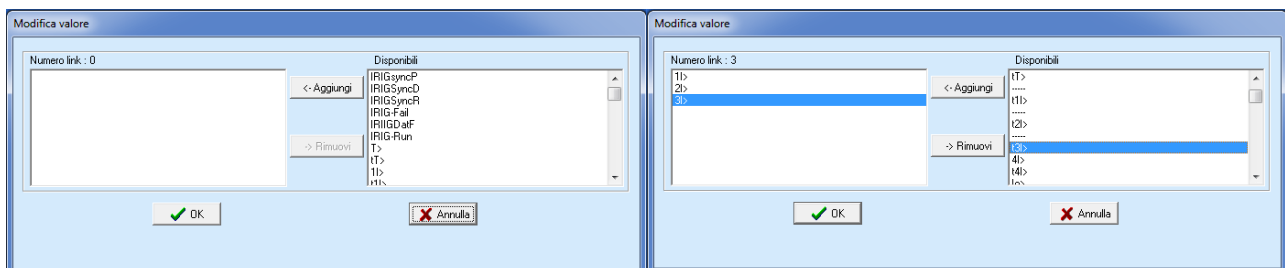 Modifica valore
Numero link : 0
Disponibili
IRIGsyncP
IRIGSyncD
IRIGSyncR
IRIG-Fail
IRIIGDatF
IRIG-Run
T>
tT>
1I>
t1I>
<- Aggiungi
-> Rimuovi
OK
Annulla
Modifica valore
Numero link : 3
1I>
2I>
3I>
Disponibili
tT>
-----
t1I>
-----
t2I>
-----
t3I>
4I>
t4I>
Io>
<- Aggiungi
-> Rimuovi
OK
Annulla